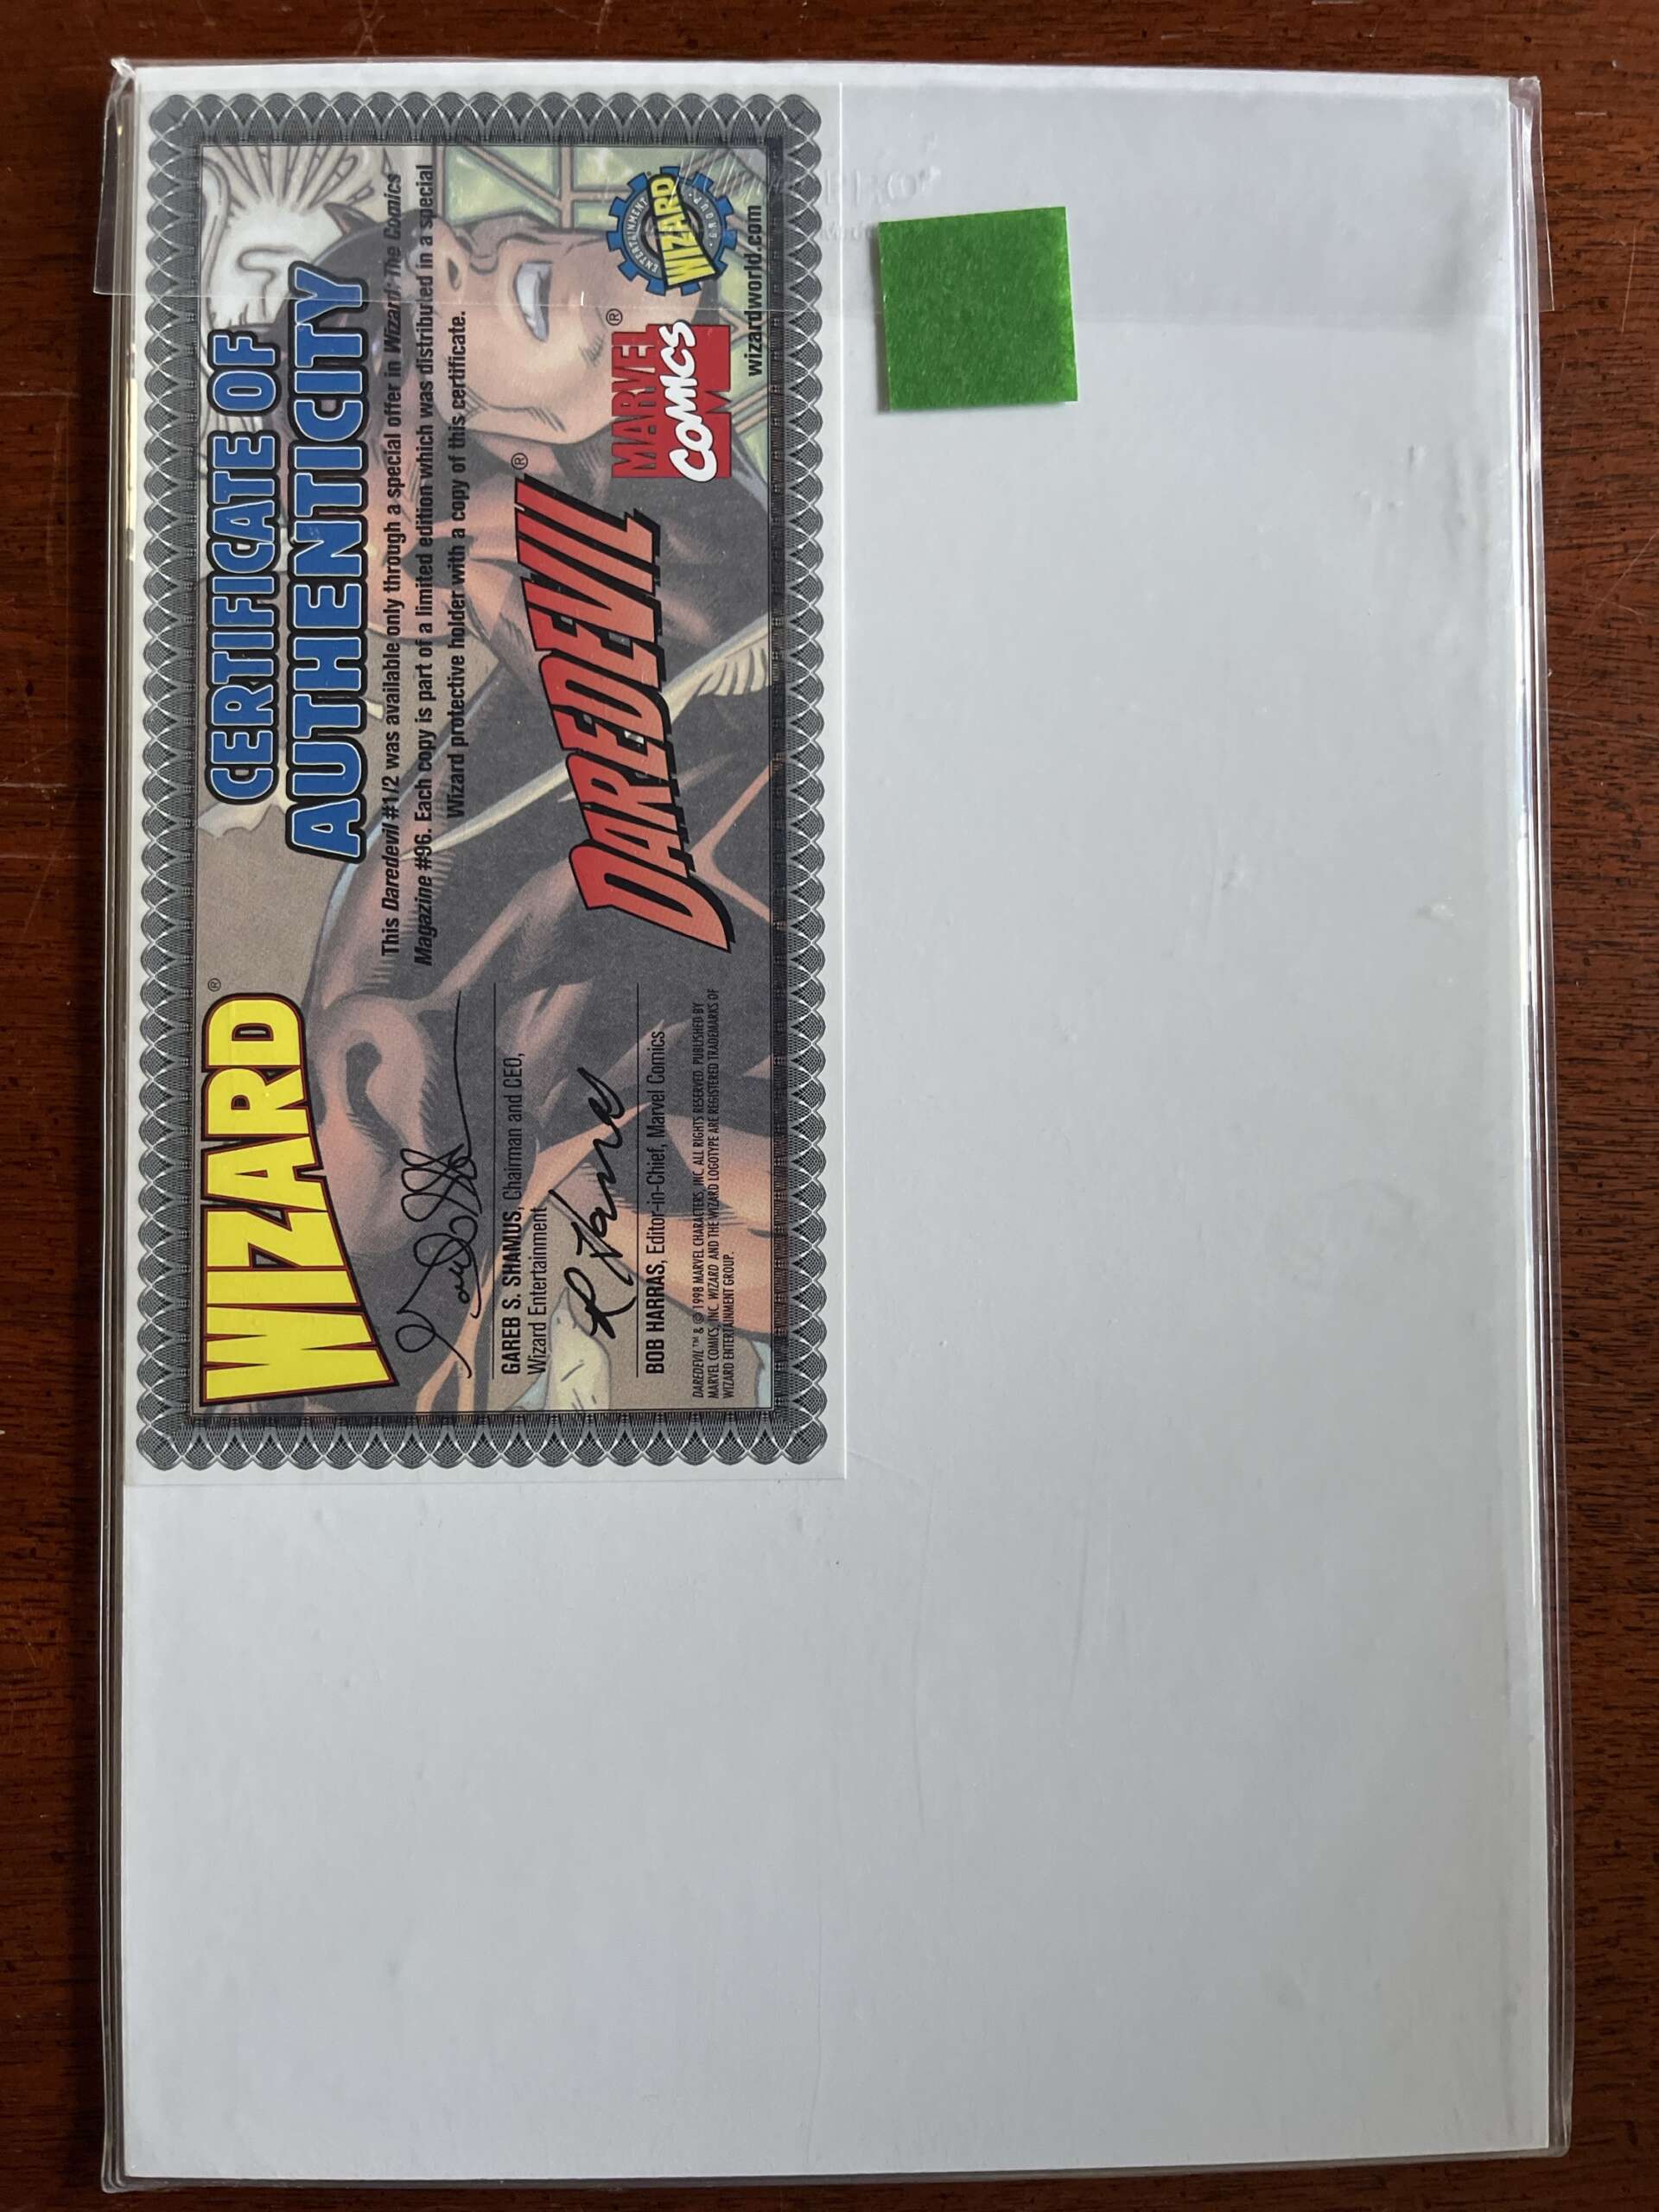 WIZARD®
CERTIFICATE OF
AUTHENTICITY
This Daredevil #1/2 was available only through a special offer in Wizard: The Comics
Magazine #96. Each copy is part of a limited edition which was distributed in a special
Wizard protective holder with a copy of this certificate.
GAREB S. SHAMUS, Chairman and CEO,
Wizard Entertainment
R Harras
BOB HARRAS, Editor-in-Chief, Marvel Comics
DAREDEVIL™ & © 1998 MARVEL CHARACTERS, INC. ALL RIGHTS RESERVED. PUBLISHED BY
MARVEL COMICS, INC. WIZARD AND THE WIZARD LOGOTYPE ARE REGISTERED TRADEMARKS OF
WIZARD ENTERTAINMENT GROUP.
DAREDEVIL®
MARVEL®
COMICS
WIZARD
ENTERTAINMENT
GROUP
wizardworld.com